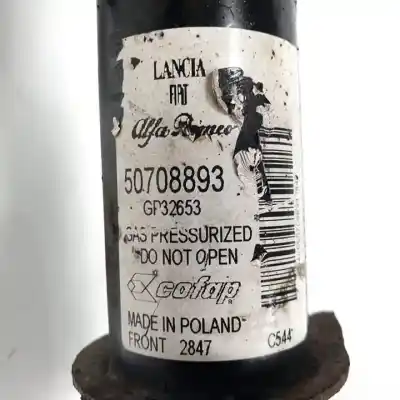 LANCIA
FIAT
Alfa Romeo
50708893
GP32653
GAS PRESSURIZED
DO NOT OPEN
cofap®
MADE IN POLAND
FRONT 2847
C544